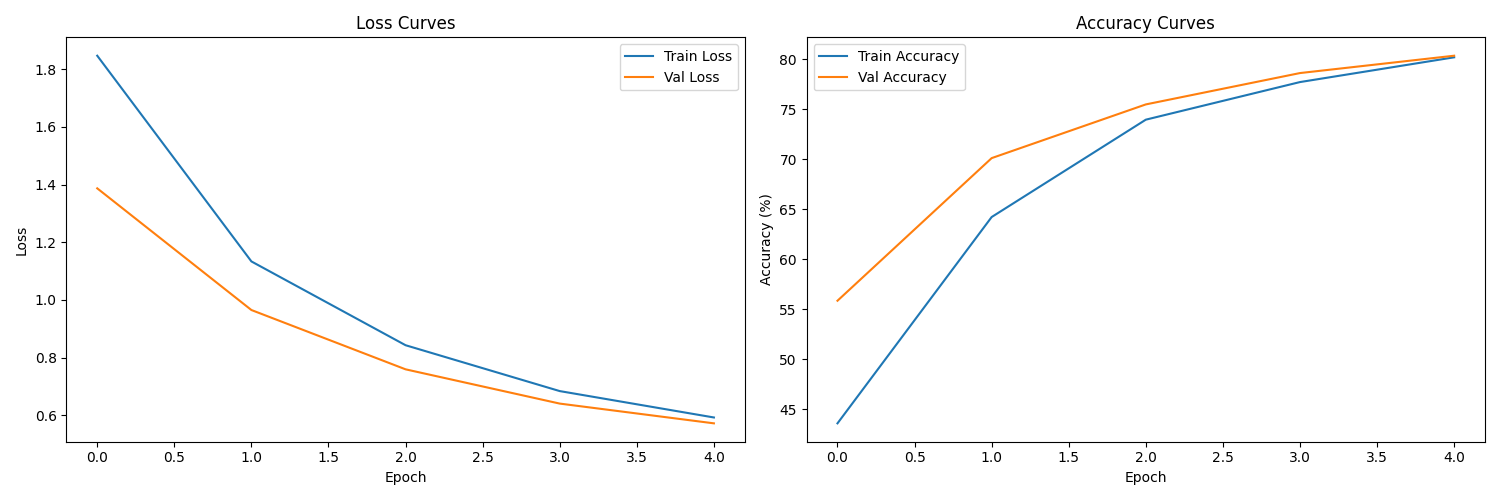 Loss Curves
Train Loss
Val Loss
1.8
1.6
1.4
1.2
1.0
0.8
0.6
Loss
0.0 0.5 1.0 1.5 2.0 2.5 3.0 3.5 4.0
Epoch
Accuracy Curves
Train Accuracy
Val Accuracy
80
75
70
65
60
55
50
45
Accuracy (%)
0.0 0.5 1.0 1.5 2.0 2.5 3.0 3.5 4.0
Epoch